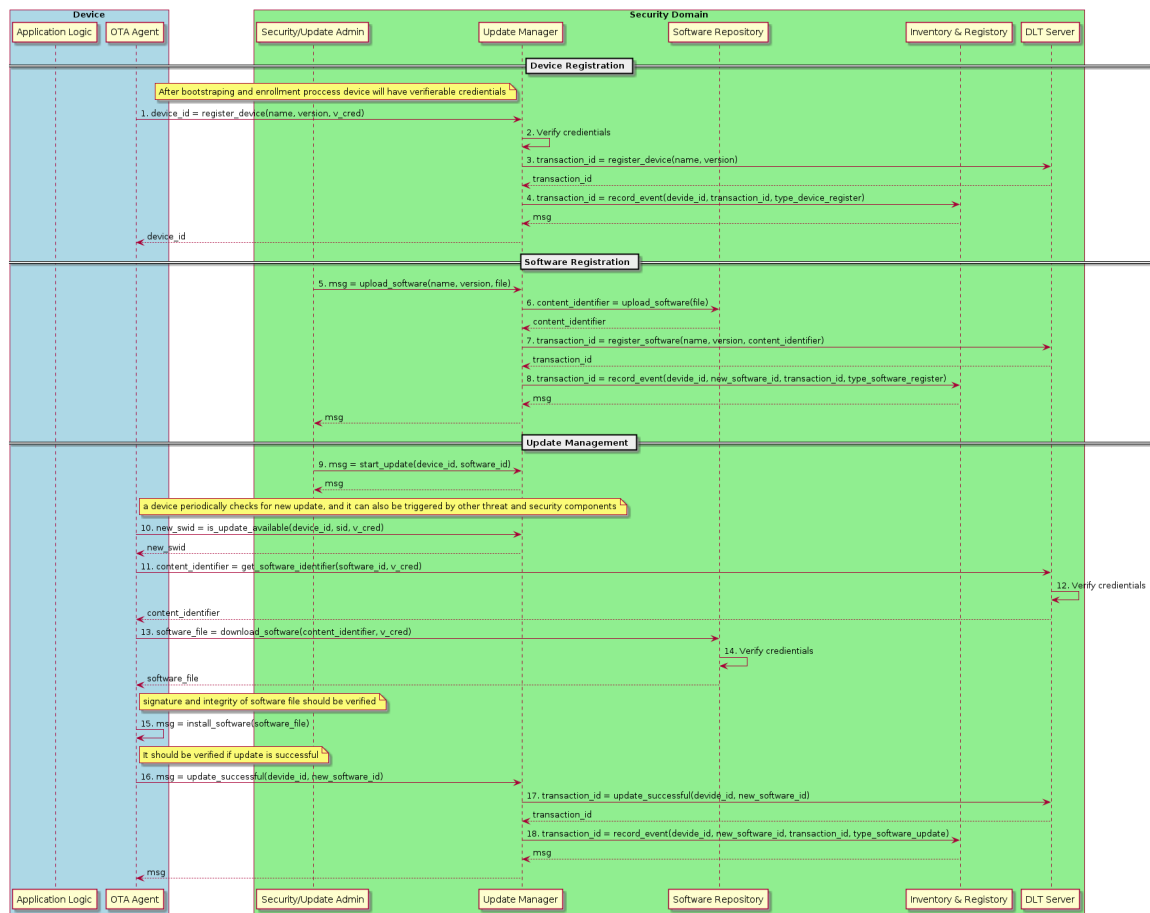 Device
Security Domain
Application Logic
OTA Agent
Security/Update Admin
Update Manager
Software Repository
Inventory & Registory
DLT Server
Device Registration
After bootstraping and enrollment proccess device will have verifierable credientials
1. device_id = register_device(name, version, v_cred)
2. Verify credientials
3. transaction_id = register_device(name, version)
transaction_id
4. transaction_id = record_event(devide_id, transaction_id, type_device_register)
msg
device_id
Software Registration
5. msg = upload_software(name, version, file)
6. content_identifier = upload_software(file)
content_identifier
7. transaction_id = register_software(name, version, content_identifier)
transaction_id
8. transaction_id = record_event(devide_id, new_software_id, transaction_id, type_software_register)
msg
msg
Update Management
9. msg = start_update(device_id, software_id)
msg
a device periodically checks for new update, and it can also be triggered by other threat and security components
10. new_swid = is_update_available(device_id, sid, v_cred)
new_swid
11. content_identifier = get_software_identifier(software_id, v_cred)
12. Verify credientials
content_identifier
13. software_file = download_software(content_identifier, v_cred)
14. Verify credientials
software_file
signature and integrity of software file should be verified
15. msg = install_software(software_file)
It should be verified if update is successful
16. msg = update_successful(devide_id, new_software_id)
17. transaction_id = update_successful(devide_id, new_software_id)
transaction_id
18. transaction_id = record_event(devide_id, new_software_id, transaction_id, type_software_update)
msg
msg
Application Logic
OTA Agent
Security/Update Admin
Update Manager
Software Repository
Inventory & Registory
DLT Server